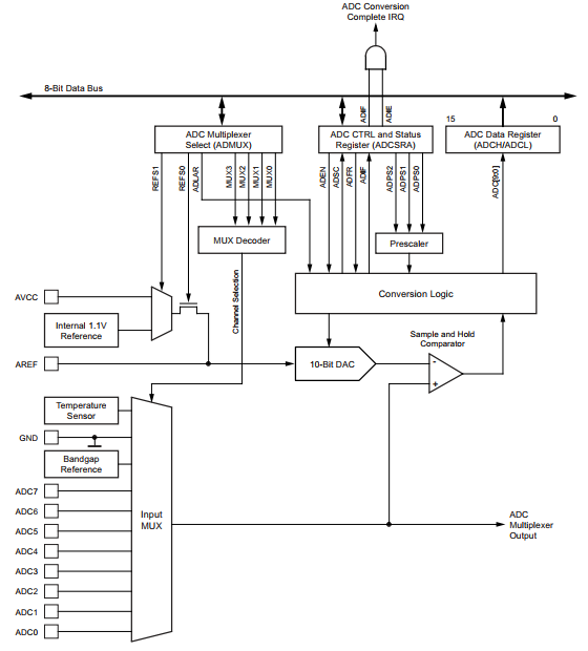 ADC Conversion
Complete IRQ
8-Bit Data Bus
ADIF
ADIE
15
0
ADC Multiplexer
Select (ADMUX)
ADC CTRL and Status
Register (ADCSRA)
ADC Data Register
(ADCH/ADCL)
REFS1
REFS0
ADLAR
MUX3
MUX2
MUX1
MUX0
ADEN
ADSC
ADFR
ADIF
ADPS2
ADPS1
ADPS0
ADC[9:0]
MUX Decoder
Prescaler
Channel Selection
Conversion Logic
AVCC
Internal 1.1V
Reference
Sample and Hold
Comparator
AREF
10-Bit DAC
-
+
Temperature
Sensor
GND
Bandgap
Reference
ADC7
ADC6
ADC5
ADC4
ADC3
ADC2
ADC1
ADC0
Input
MUX
ADC
Multiplexer
Output